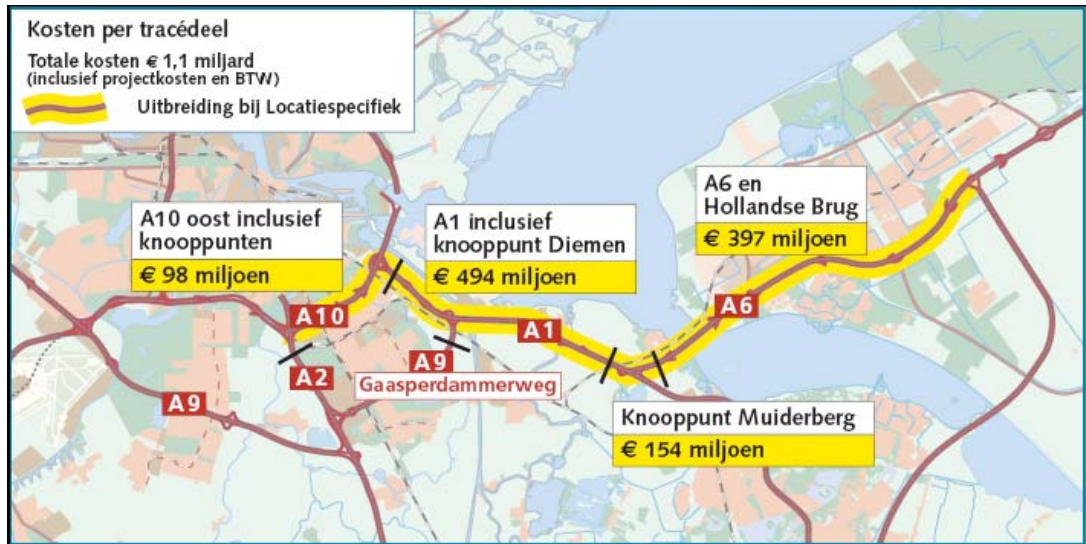 Kosten per tracédeel
Totale kosten € 1,1 miljard
(inclusief projectkosten en BTW)
Uitbreiding bij Locatiespecifiek
A10 oost inclusief
knooppunten
€ 98 miljoen
A1 inclusief
knooppunt Diemen
€ 494 miljoen
A6 en
Hollandse Brug
€ 397 miljoen
A10
A1
A6
A2
A9
Gaasperdammerweg
A9
Knooppunt Muiderberg
€ 154 miljoen